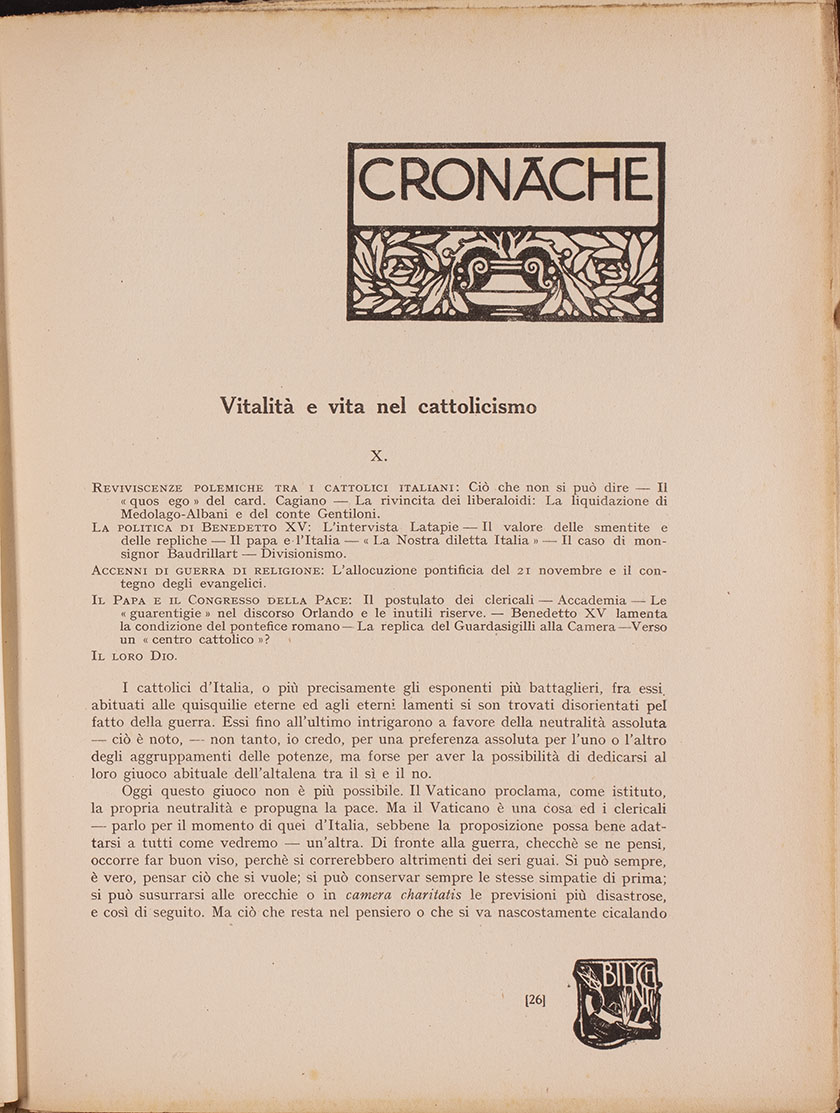 CRONACHE
Vitalità e vita nel cattolicismo
X.
REVIVISCENZE POLEMICHE TRA I CATTOLICI ITALIANI: Ciò che non si può dire — Il
« quos ego » del card. Cagiano — La rivincita dei liberaloidi: La liquidazione di
Medolago-Albani e del conte Gentiloni.
LA POLITICA DI BENEDETTO XV: L'intervista Latapie — Il valore delle smentite e
delle repliche — Il papa e l'Italia — « La Nostra diletta Italia » — Il caso di mon-
signor Baudrillart — Divisionismo.
ACCENNI DI GUERRA DI RELIGIONE: L'allocuzione pontificia del 21 novembre e il con-
tegno degli evangelici.
IL PAPA E IL CONGRESSO DELLA PACE: Il postulato dei clericali — Accademia — Le
« guarentigie » nel discorso Orlando e le inutili riserve. — Benedetto XV lamenta
la condizione del pontefice romano — La replica del Guardasigilli alla Camera —Verso
un « centro cattolico »?
IL LORO DIO.
I cattolici d'Italia, o più precisamente gli esponenti più battaglieri, fra essi,
abituati alle quisquilie eterne ed agli eterni lamenti si son trovati disorientati pel
fatto della guerra. Essi fino all'ultimo intrigarono a favore della neutralità assoluta
— ciò è noto, — non tanto, io credo, per una preferenza assoluta per l'uno o l'altro
degli aggruppamenti delle potenze, ma forse per aver la possibilità di dedicarsi al
loro giuoco abituale dell'altalena tra il sì e il no.
Oggi questo giuoco non è più possibile. Il Vaticano proclama, come istituto,
la propria neutralità e propugna la pace. Ma il Vaticano è una cosa ed i clericali
— parlo per il momento di quei d'Italia, sebbene la proposizione possa bene adat-
tarsi a tutti come vedremo — un'altra. Di fronte alla guerra, checchè se ne pensi,
occorre far buon viso, perchè si correrebbero altrimenti dei seri guai. Si può sempre,
è vero, pensar ciò che si vuole; si può conservar sempre le stesse simpatie di prima;
si può susurrarsi alle orecchie o in camera charitatis le previsioni più disastrose,
e così di seguito. Ma ciò che resta nel pensiero o che si va nascostamente cicalando
[26]
BILYCH
NIS